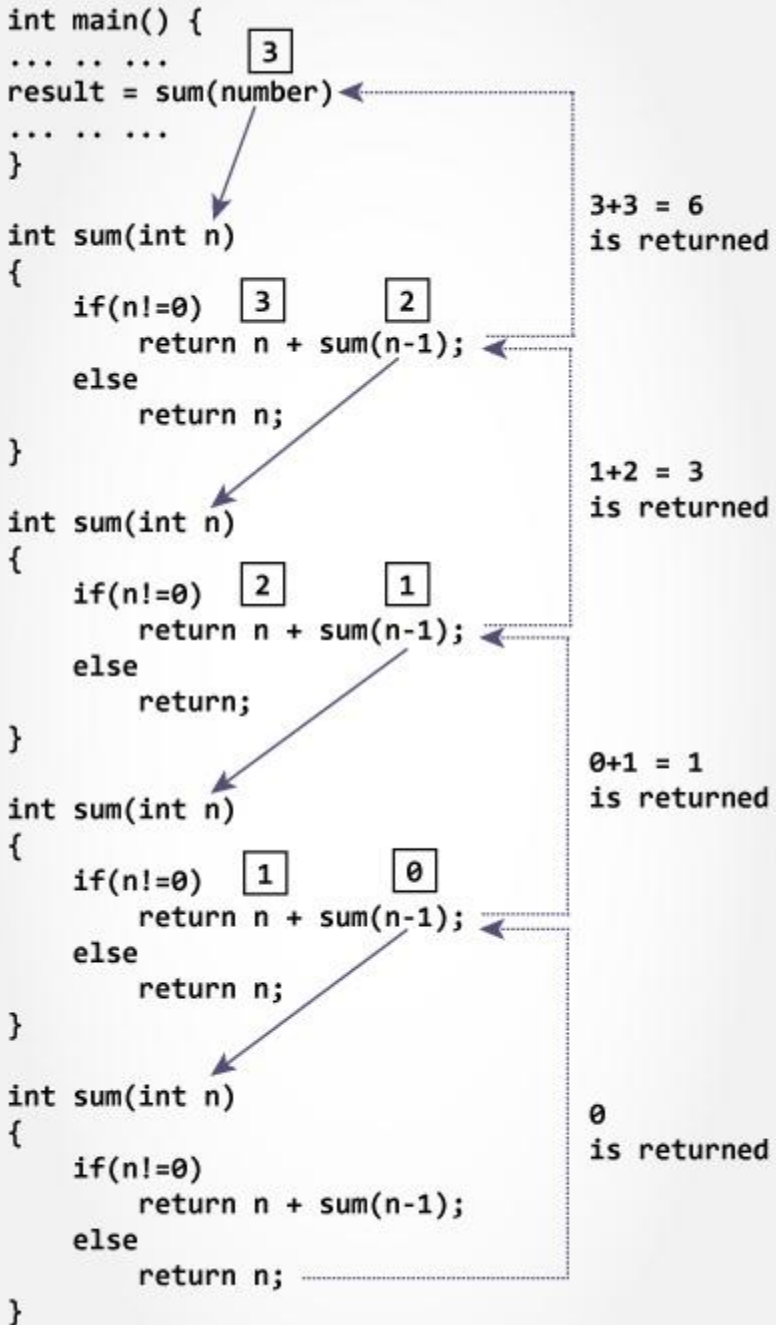 int main() {
... .. ...
3
result = sum(number)
... .. ...
}
3+3 = 6
is returned
int sum(int n)
{
if(n!=0) 3 2
return n + sum(n-1);
else
return n;
}
1+2 = 3
is returned
int sum(int n)
{
if(n!=0) 2 1
return n + sum(n-1);
else
return;
}
0+1 = 1
is returned
int sum(int n)
{
if(n!=0) 1 0
return n + sum(n-1);
else
return n;
}
int sum(int n)
{
0
is returned
if(n!=0)
return n + sum(n-1);
else
return n;
}